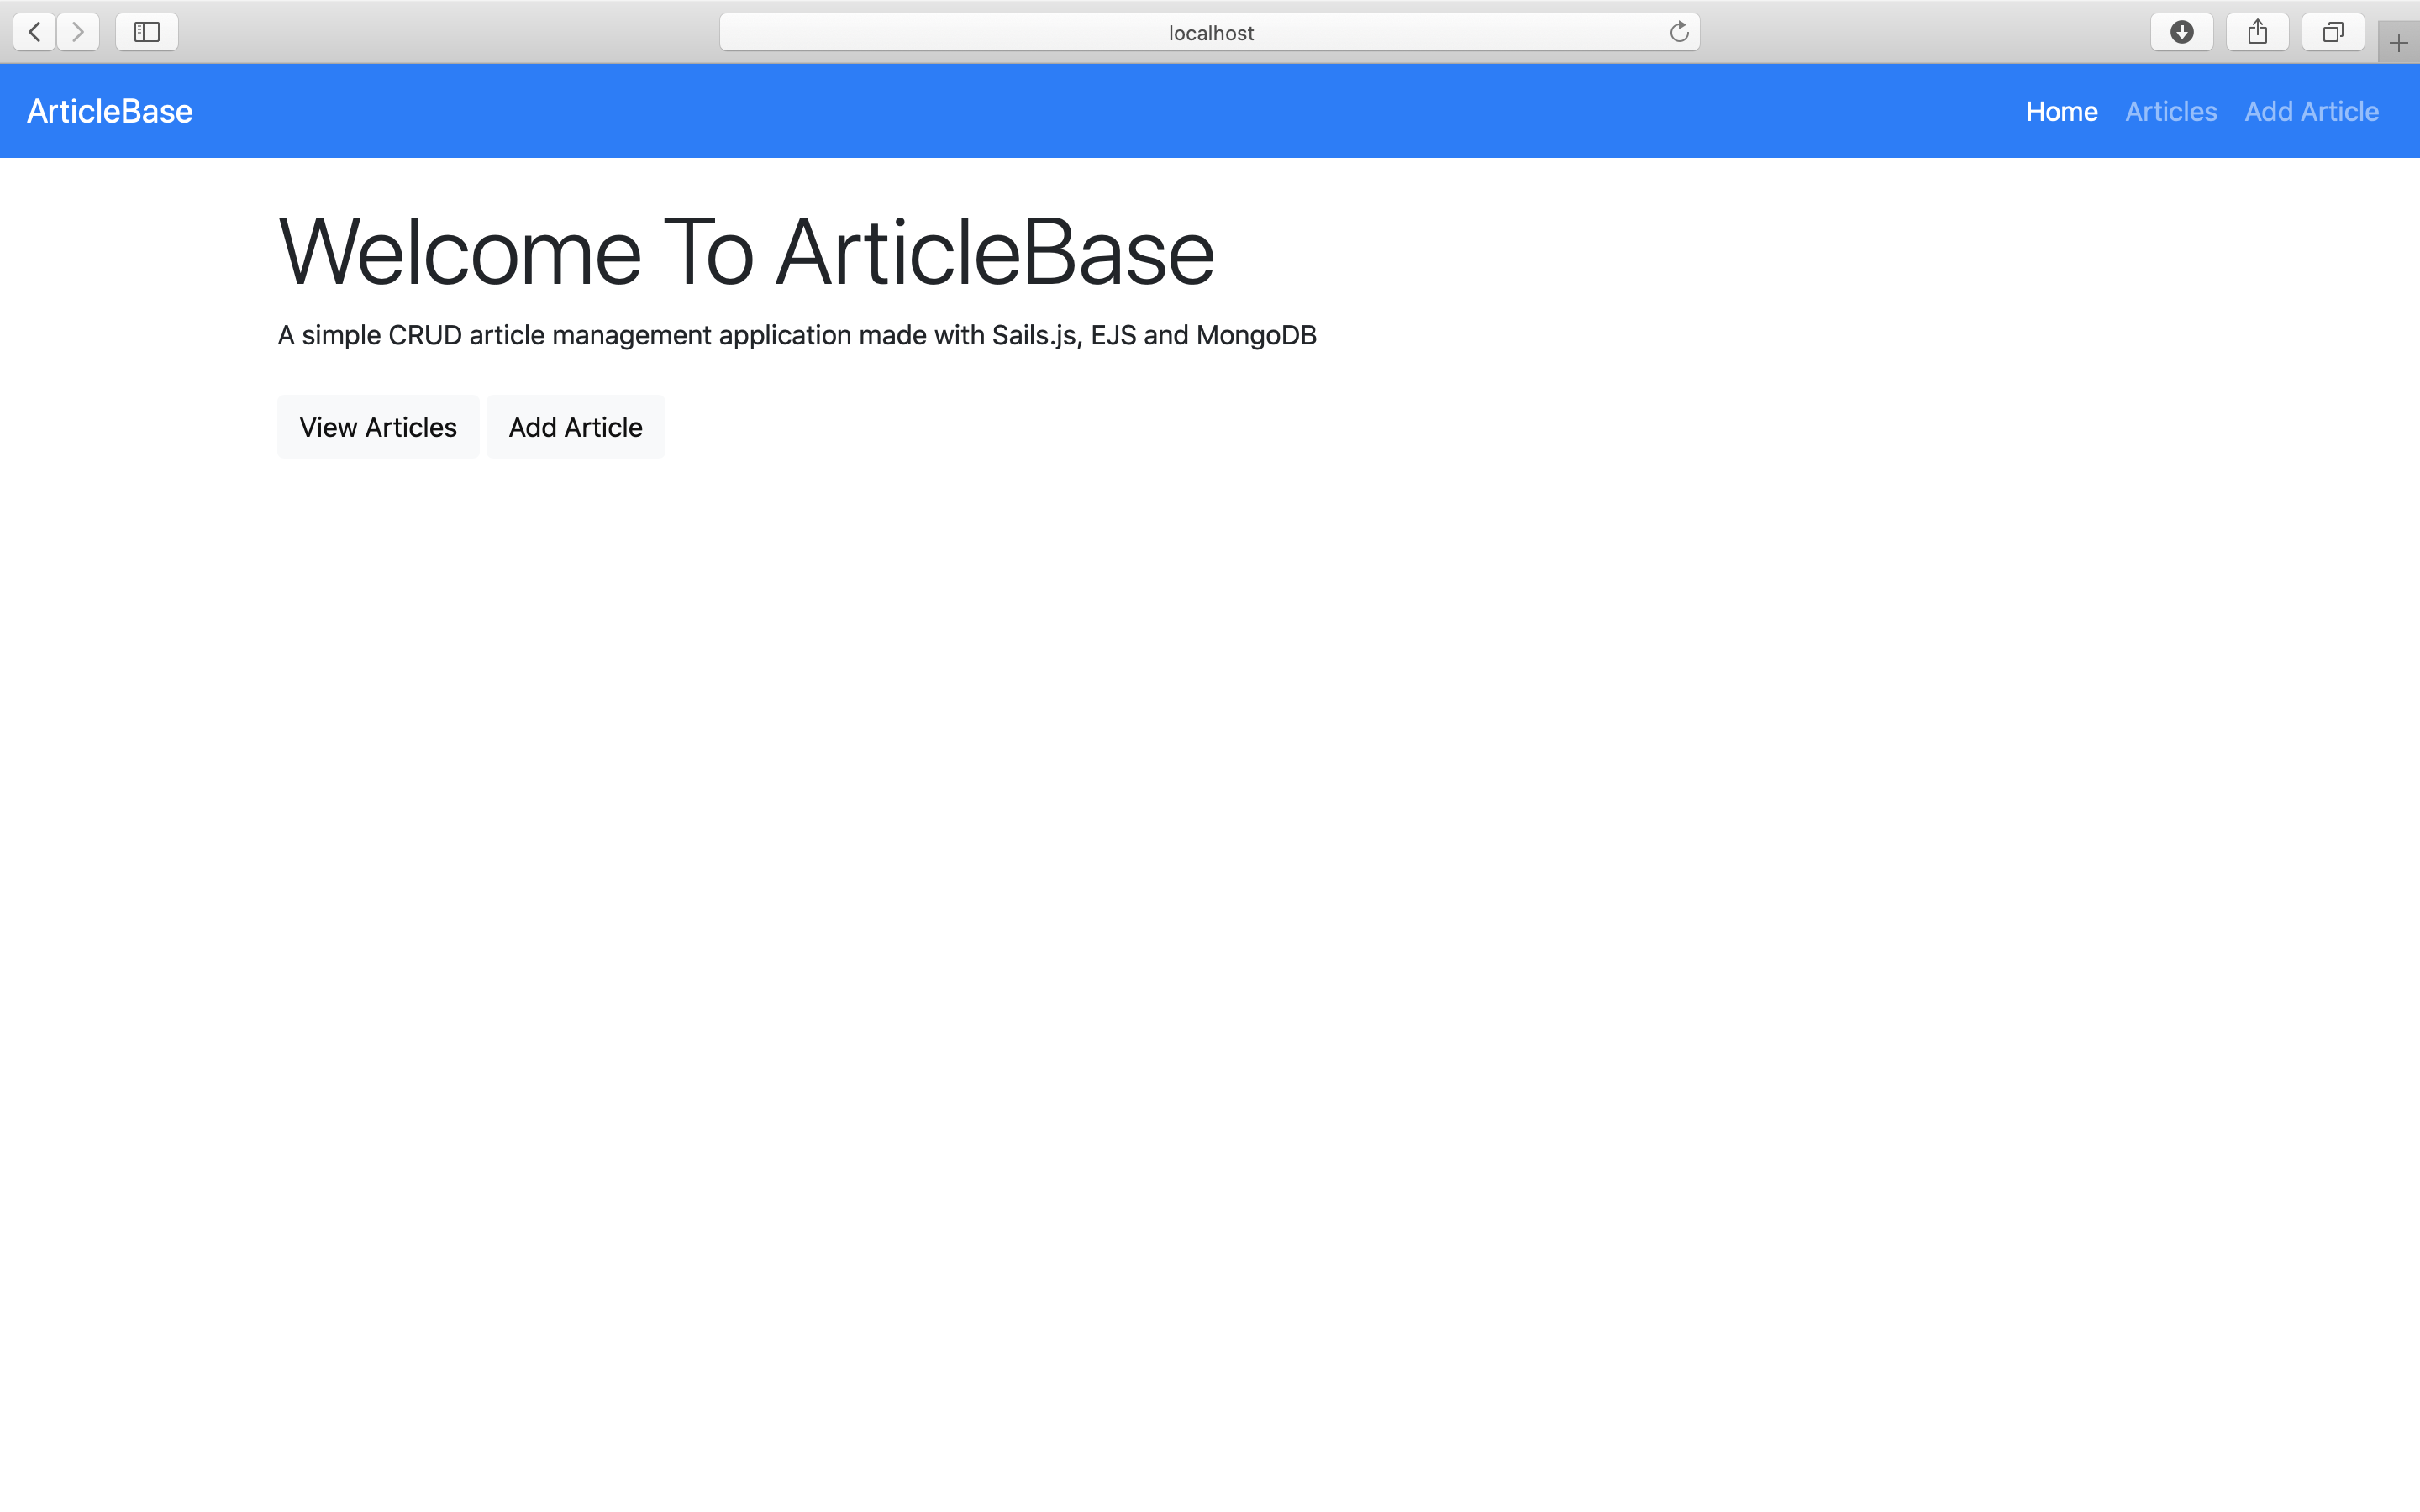 localhost
ArticleBase
Home Articles Add Article
Welcome To ArticleBase
A simple CRUD article management application made with Sails.js, EJS and MongoDB
View Articles Add Article